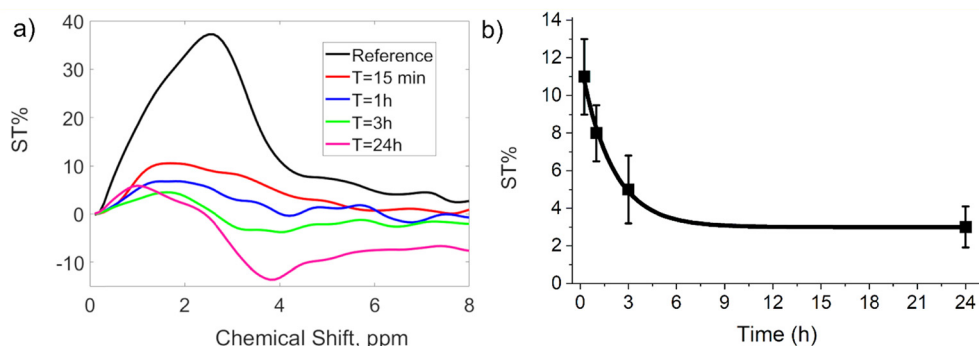 a)
ST%
40
30
20
10
0
-10
0
2
4
6
8
Chemical Shift, ppm
Reference
T=15 min
T=1h
T=3h
T=24h
b)
ST%
14
12
10
8
6
4
2
0
0
3
6
9
12
15
18
21
24
Time (h)